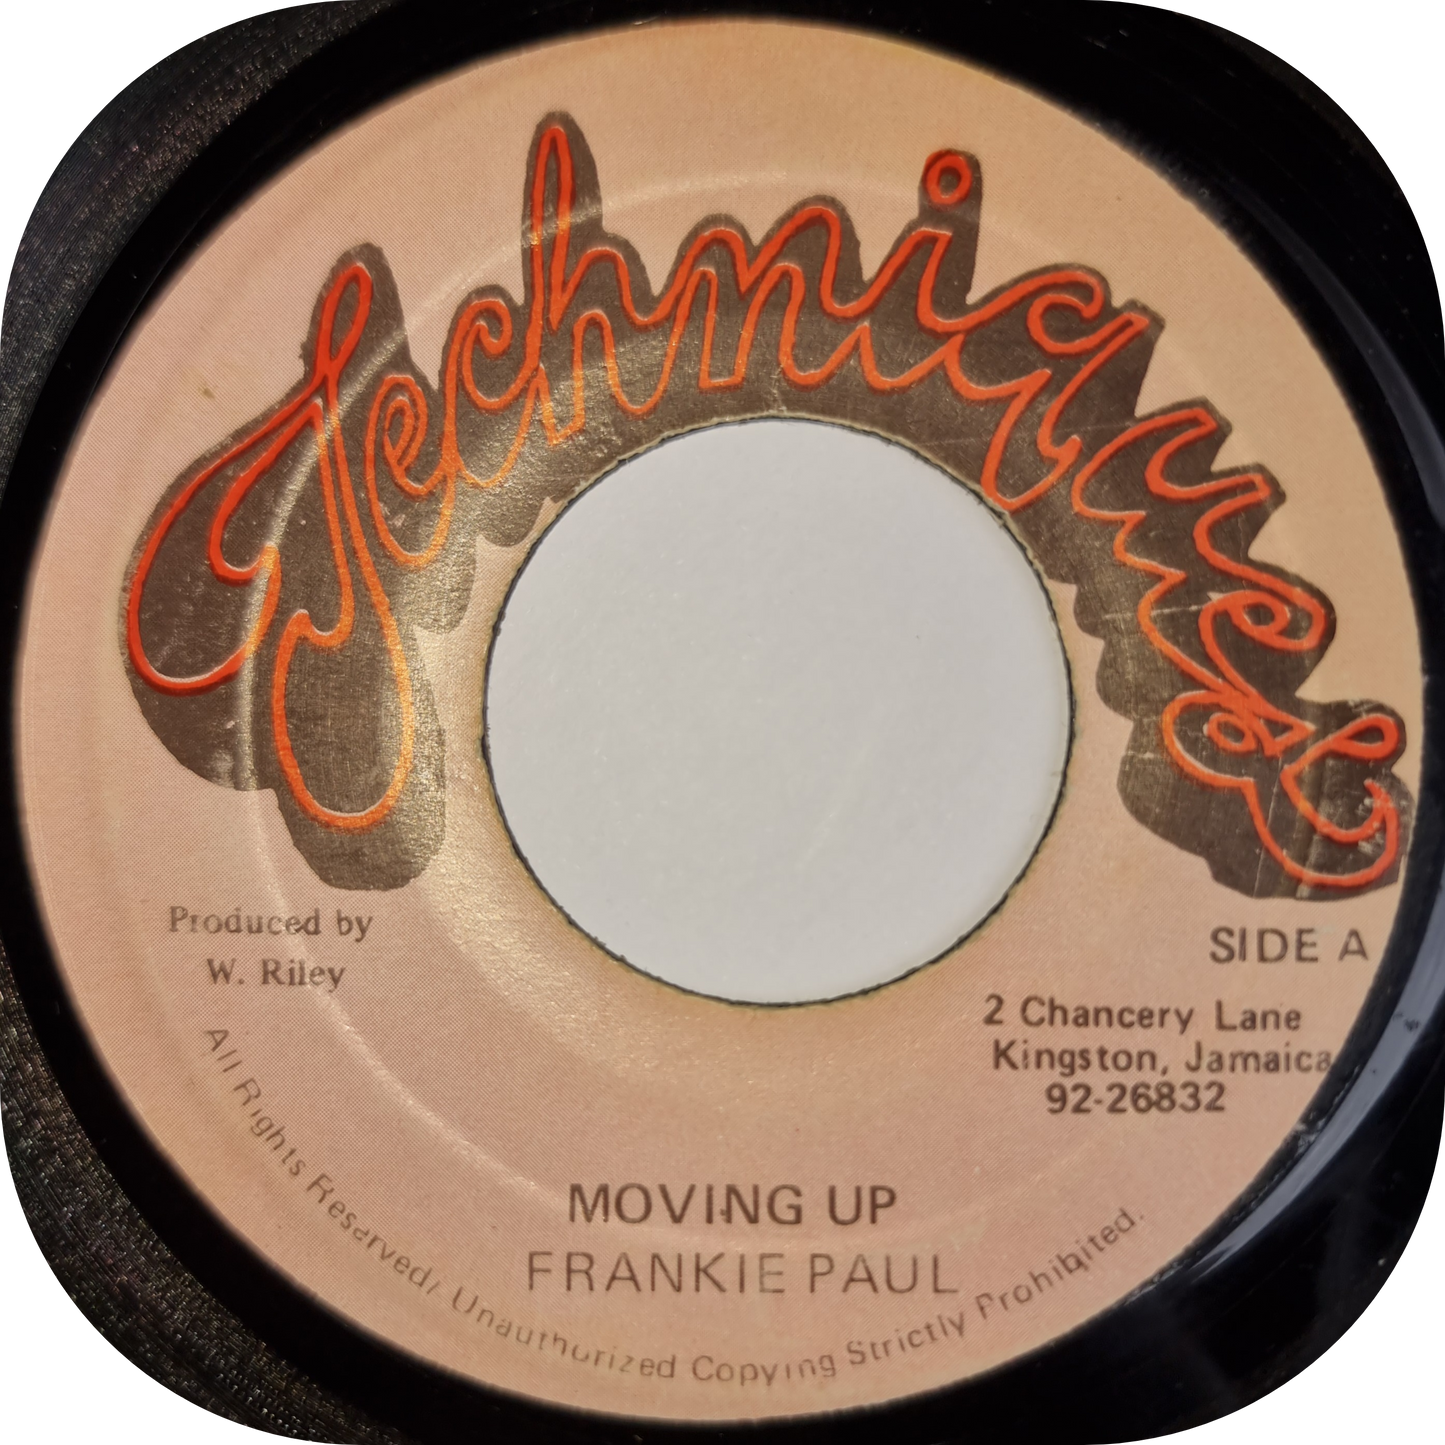 Techniques
Produced by
W. Riley
SIDE A
2 Chancery Lane
Kingston, Jamaica
92-26832
MOVING UP
FRANKIE PAUL
All Rights Reserved/ Unauthorized Copying Strictly Prohibited.